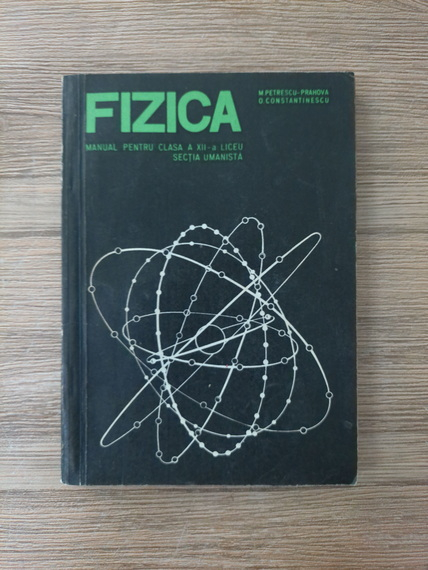 FIZICA
M.PETRESCU-PRAHOVA
O.CONSTANTINESCU
MANUAL PENTRU CLASA A XII-a LICEU
SECȚIA UMANISTĂ